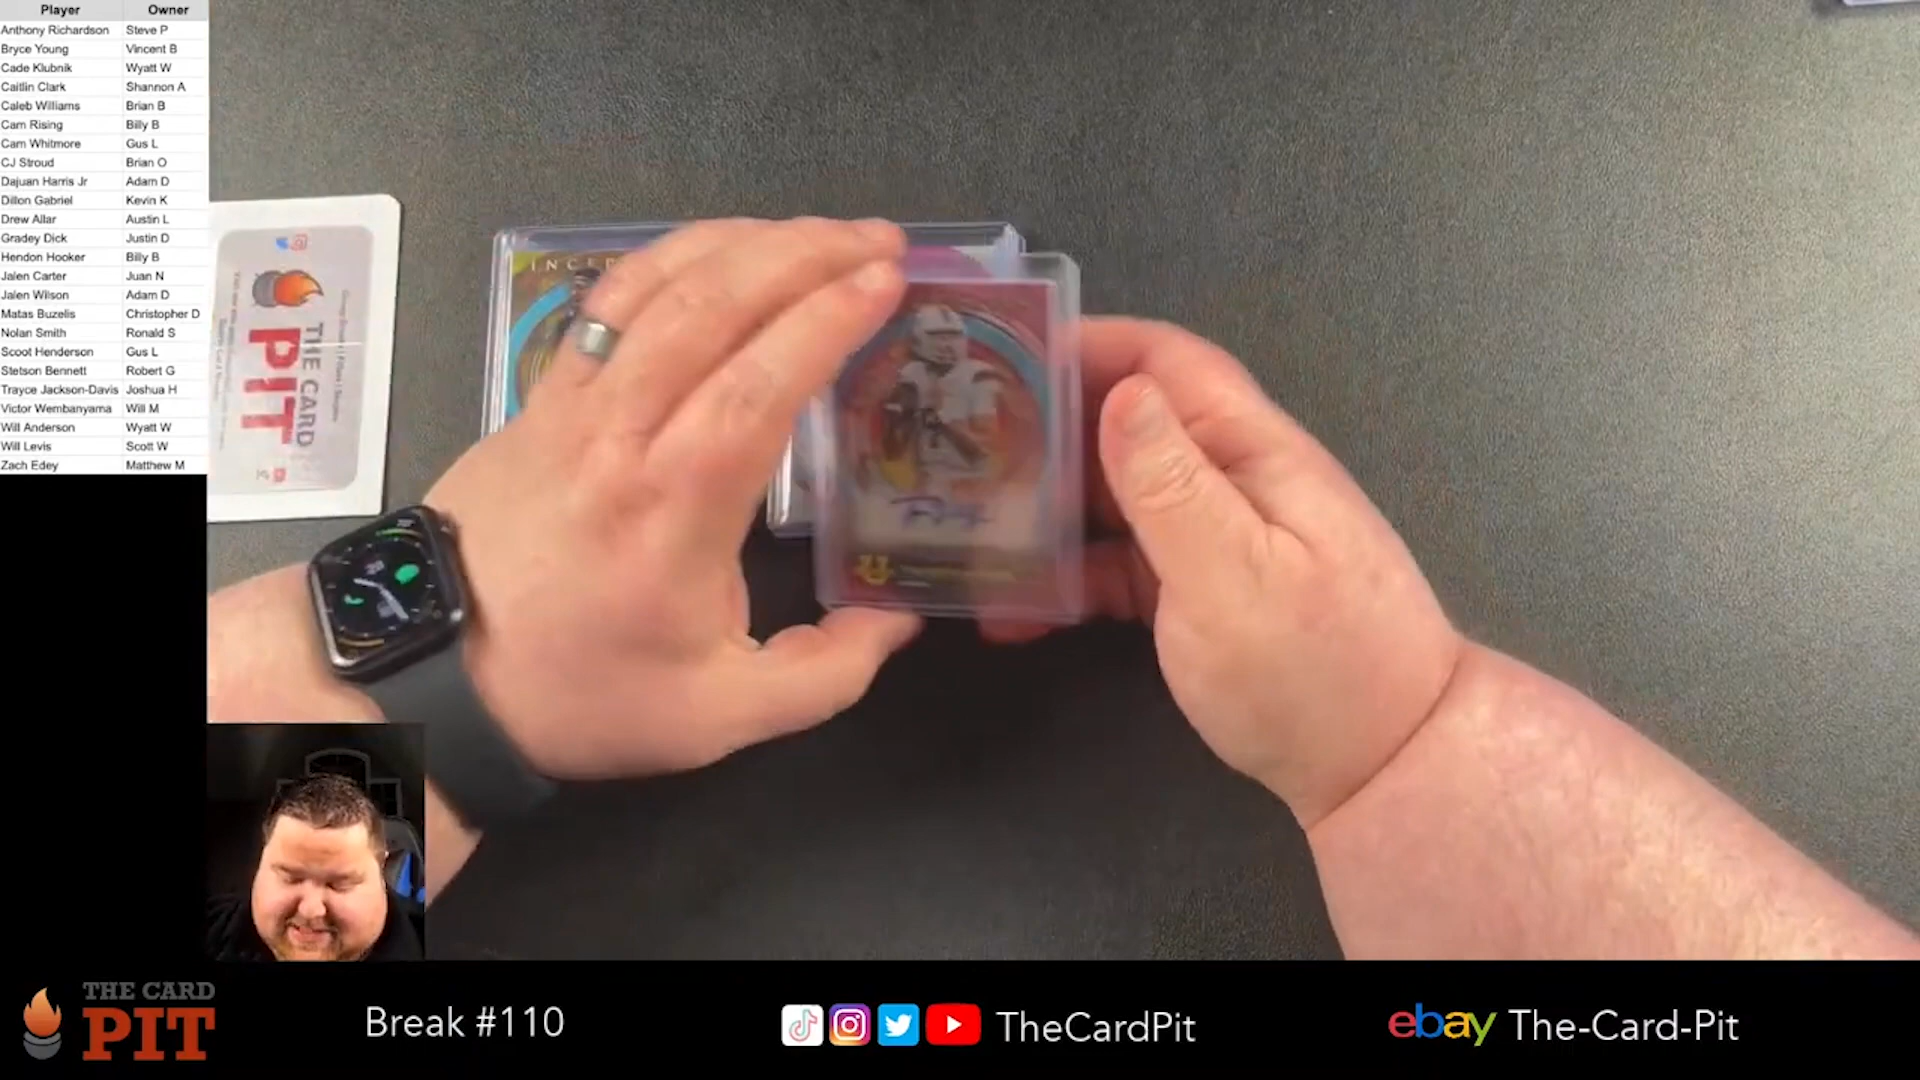 Player Owner
Anthony Richardson Steve P
Bryce Young Vincent B
Cade Klubnik Wyatt W
Caitlin Clark Shannon A
Caleb Williams Brian B
Cam Rising Billy B
Cam Whitmore Gus L
CJ Stroud Brian O
Dajuan Harris Jr Adam D
Dillon Gabriel Kevin K
Drew Allar Austin L
Gradey Dick Justin D
Hendon Hooker Billy B
Jalen Carter Juan N
Jalen Wilson Adam D
Matas Buzelis Christopher D
Nolan Smith Ronald S
Scoot Henderson Gus L
Stetson Bennett Robert G
Trayce Jackson-Davis Joshua H
Victor Wembanyama Will M
Will Anderson Wyatt W
Will Levis Scott W
Zach Edey Matthew M
THE CARD
PIT
INCEP
THE CARD
PIT
Break #110
TheCardPit
ebay The-Card-Pit